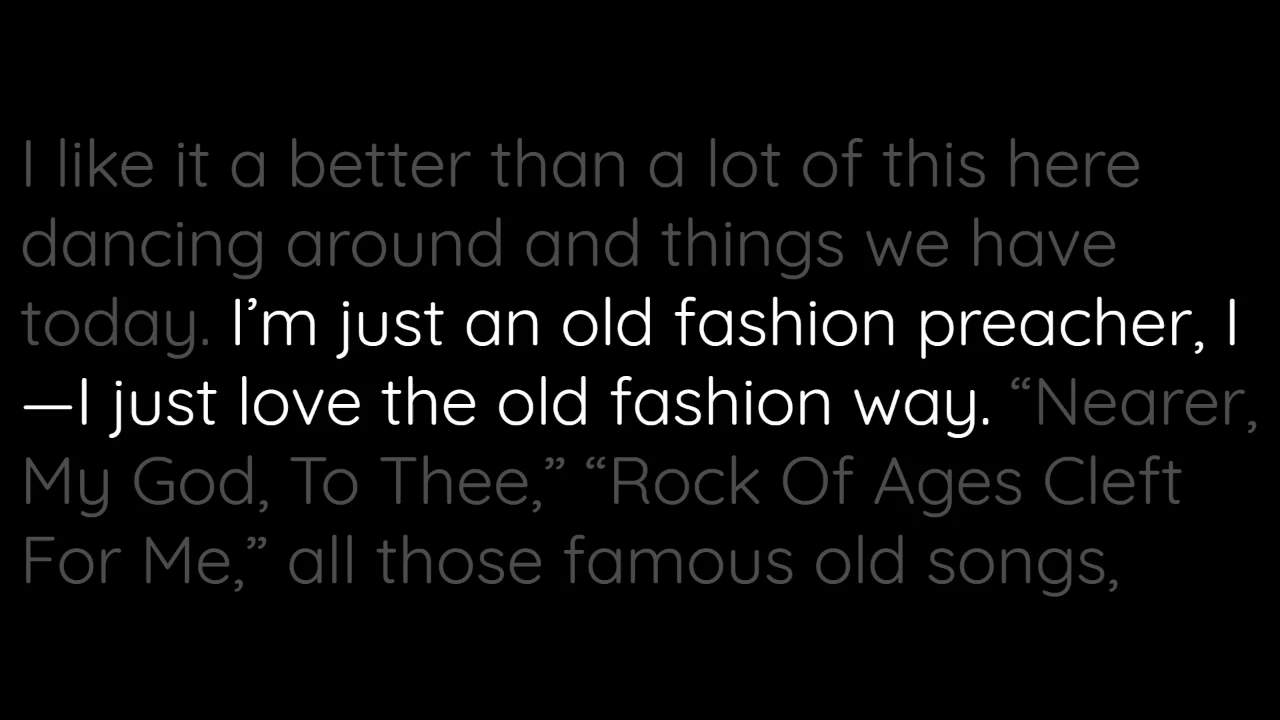 I like it a better than a lot of this here
dancing around and things we have
today. I’m just an old fashion preacher, I
—I just love the old fashion way. “Nearer,
My God, To Thee,” “Rock Of Ages Cleft
For Me,” all those famous old songs,